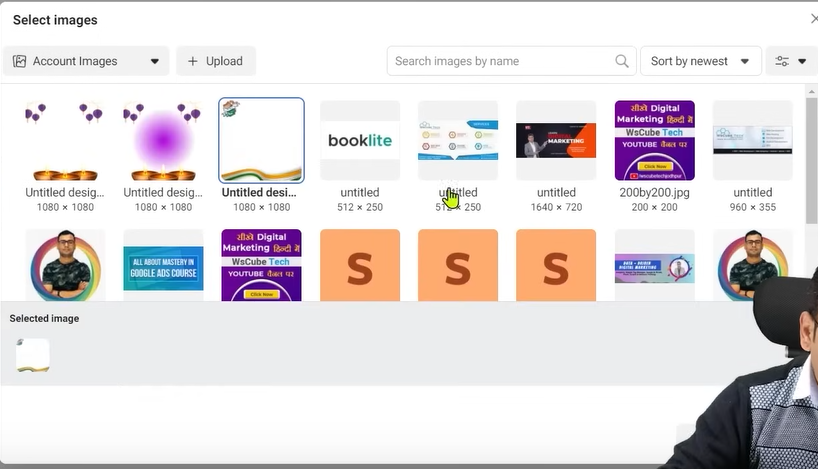 Select images
Account Images
+ Upload
Search images by name
Sort by newest
booklite
MARKETING
सीखे Digital
Marketing हिन्दी में
WsCube Tech
YOUTUBE चैनल पर
Click Now
Untitled desig...
Untitled desig...
Untitled desi...
untitled
untitled
untitled
200by200.jpg
untitled
1080 × 1080
1080 × 1080
1080 × 1080
512 × 250
512 × 250
1640 × 720
200 × 200
960 × 355
ALL ABOUT MASTERY IN
GOOGLE ADS COURSE
सीखे Digital
Marketing हिन्दी में
WsCube Tech
YOUTUBE चैनल पर
Click Now
S
S
S
DIGITAL MARKETING
Selected image